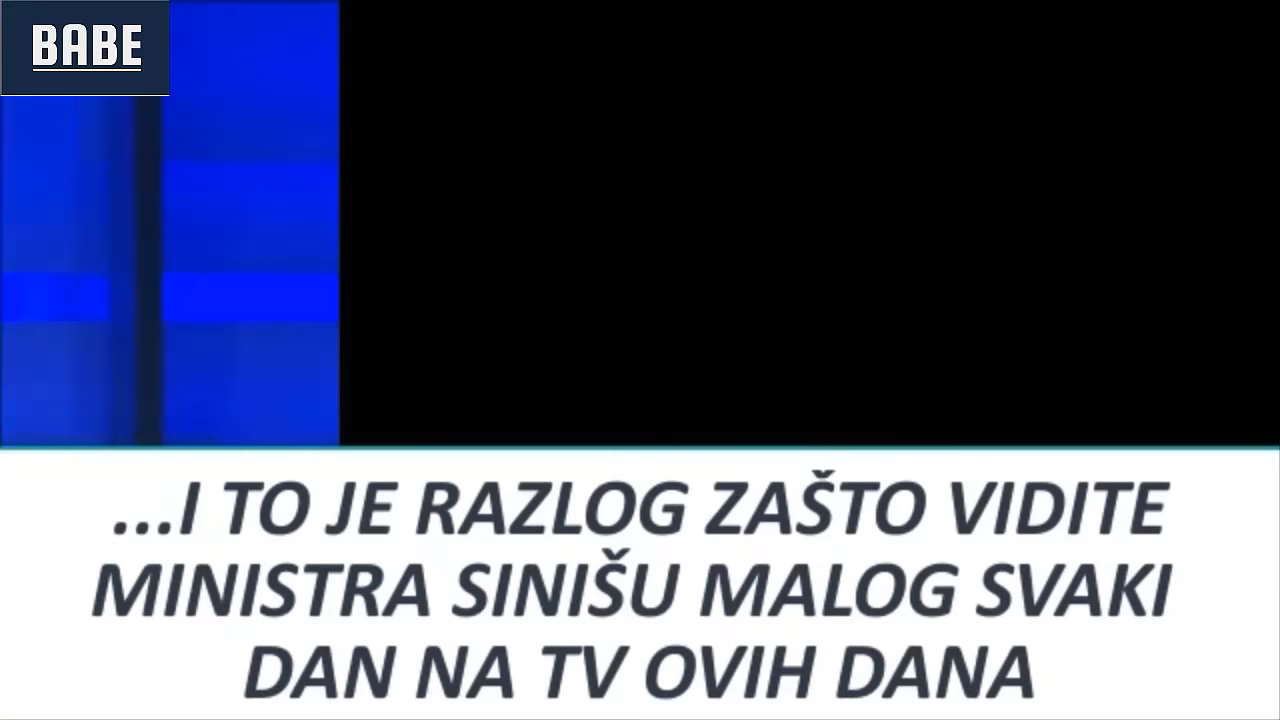 BABE
...I TO JE RAZLOG ZAŠTO VIDITE
MINISTRA SINIŠU MALOG SVAKI
DAN NA TV OVIH DANA